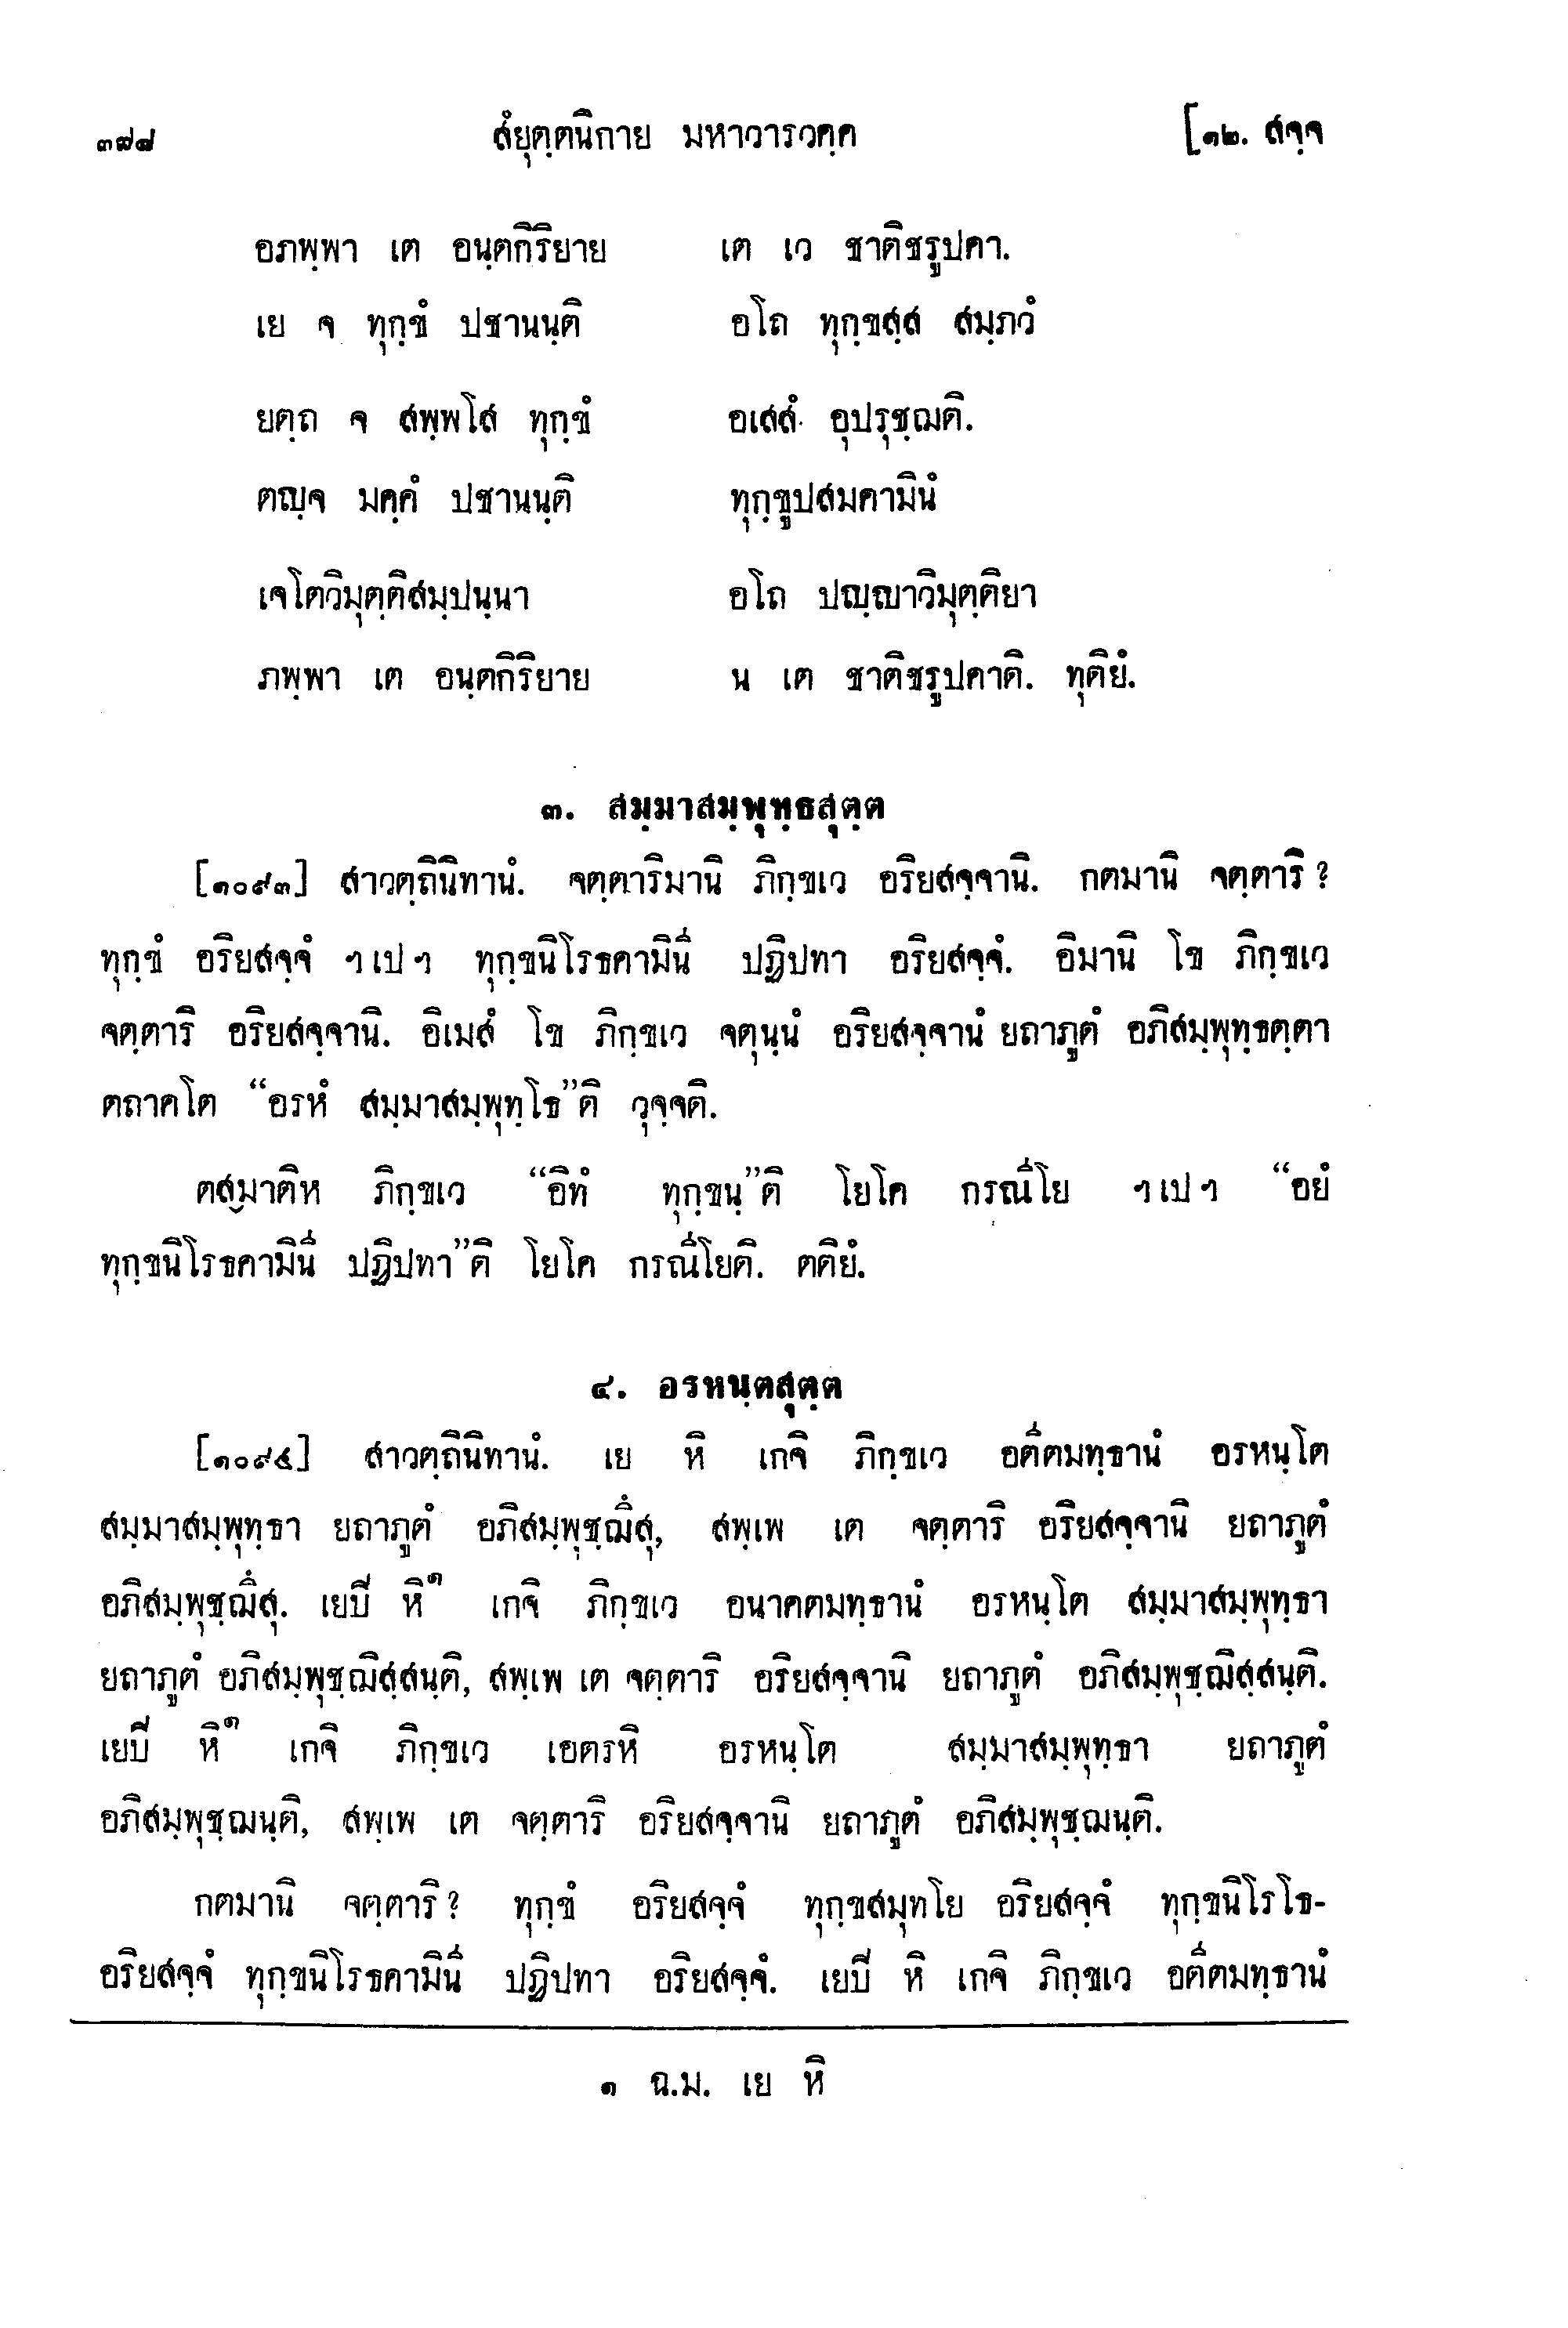 ๓๙๘ สํยุตฺตนิกาย มหาวารวคฺค [๑๒. สจฺจ
อภพฺพา เต อนฺตกิริยาย เต เว ชาติชรูปคา.
เย จ ทุกฺขํ ปชานนฺติ อโถ ทุกฺขสฺส สมฺภวํ
ยตฺถ จ สพฺพโส ทุกฺขํ อเสสํ อุปรุชฺฌติ.
ตญฺจ มคฺคํ ปชานนฺติ ทุกฺขูปสมคามินํ
เจโตวิมุตฺติสมฺปนฺนา อโถ ปญฺญาวิมุตฺติยา
ภพฺพา เต อนฺตกิริยาย น เต ชาติชรูปคาติ. ทุติยํ.
๓. สมฺมาสมฺพุทฺธสุตฺต
[๑๐๙๓] สาวตฺถินิทานํ. จตฺตาริมานิ ภิกฺขเว อริยสจฺจานิ. กตมานิ จตฺตาริ ?
ทุกฺขํ อริยสจฺจํ ฯเปฯ ทุกฺขนิโรธคามินี ปฏิปทา อริยสจฺจํ. อิมานิ โข ภิกฺขเว
จตฺตาริ อริยสจฺจานิ. อิเมสํ โข ภิกฺขเว จตุนฺนํ อริยสจฺจานํ ยถาภูตํ อภิสมฺพุทฺธตฺตา
ตถาคโต “อรหํ สมฺมาสมฺพุทฺโธ”ติ วุจฺจติ.
ตสฺมาติห ภิกฺขเว “อิทํ ทุกฺขนฺ”ติ โยโค กรณีโย ฯเปฯ “อยํ
ทุกฺขนิโรธคามินี ปฏิปทา”ติ โยโค กรณีโยติ. ตติยํ.
๔. อรหนฺตสุตฺต
[๑๐๙๔] สาวตฺถินิทานํ. เย หิ เกจิ ภิกฺขเว อตีตมทฺธานํ อรหนฺโต
สมฺมาสมฺพุทฺธา ยถาภูตํ อภิสมฺพุชฺฌึสุ, สพฺเพ เต จตฺตาริ อริยสจฺจานิ ยถาภูตํ
อภิสมฺพุชฺฌึสุ. เยปี หิ๑ เกจิ ภิกฺขเว อนาคตมทฺธานํ อรหนฺโต สมฺมาสมฺพุทฺธา
ยถาภูตํ อภิสมฺพุชฺฌิสฺสนฺติ, สพฺเพ เต จตฺตาริ อริยสจฺจานิ ยถาภูตํ อภิสมฺพุชฺฌิสฺสนฺติ.
เยปี หิ๑ เกจิ ภิกฺขเว เอตรหิ อรหนฺโต สมฺมาสมฺพุทฺธา ยถาภูตํ
อภิสมฺพุชฺฌนฺติ, สพฺเพ เต จตฺตาริ อริยสจฺจานิ ยถาภูตํ อภิสมฺพุชฺฌนฺติ.
กตมานิ จตฺตาริ ? ทุกฺขํ อริยสจฺจํ ทุกฺขสมุทโย อริยสจฺจํ ทุกฺขนิโรโธ-
อริยสจฺจํ ทุกฺขนิโรธคามินี ปฏิปทา อริยสจฺจํ. เยปี หิ เกจิ ภิกฺขเว อตีตมทฺธานํ
๑ ฉ.ม. เย หิ